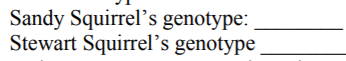 Sandy Squirrel’s genotype: ________
Stewart Squirrel’s genotype ________